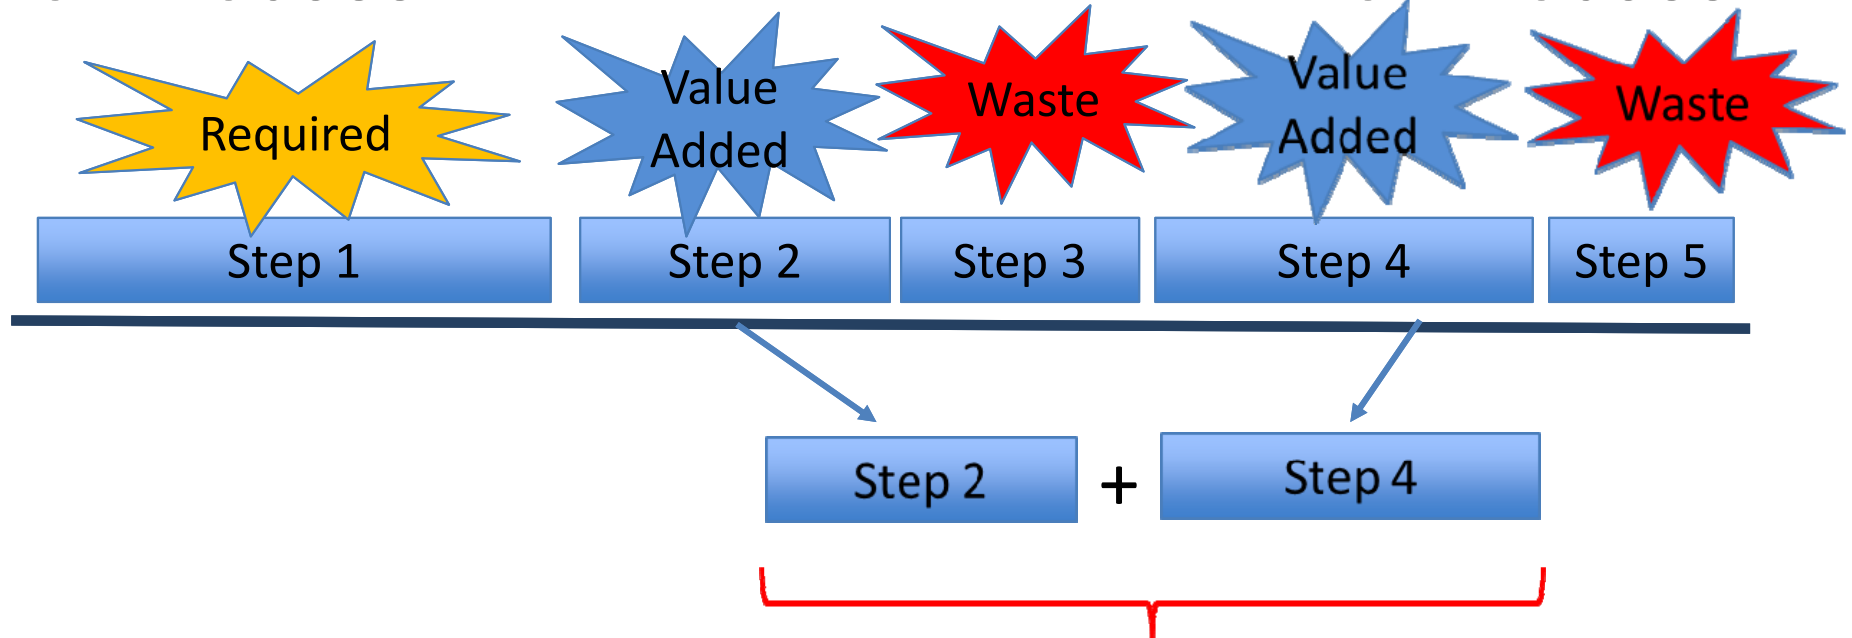 Required
Value
Added
Waste
Value
Added
Waste
Step 1
Step 2
Step 3
Step 4
Step 5
Step 2
+
Step 4